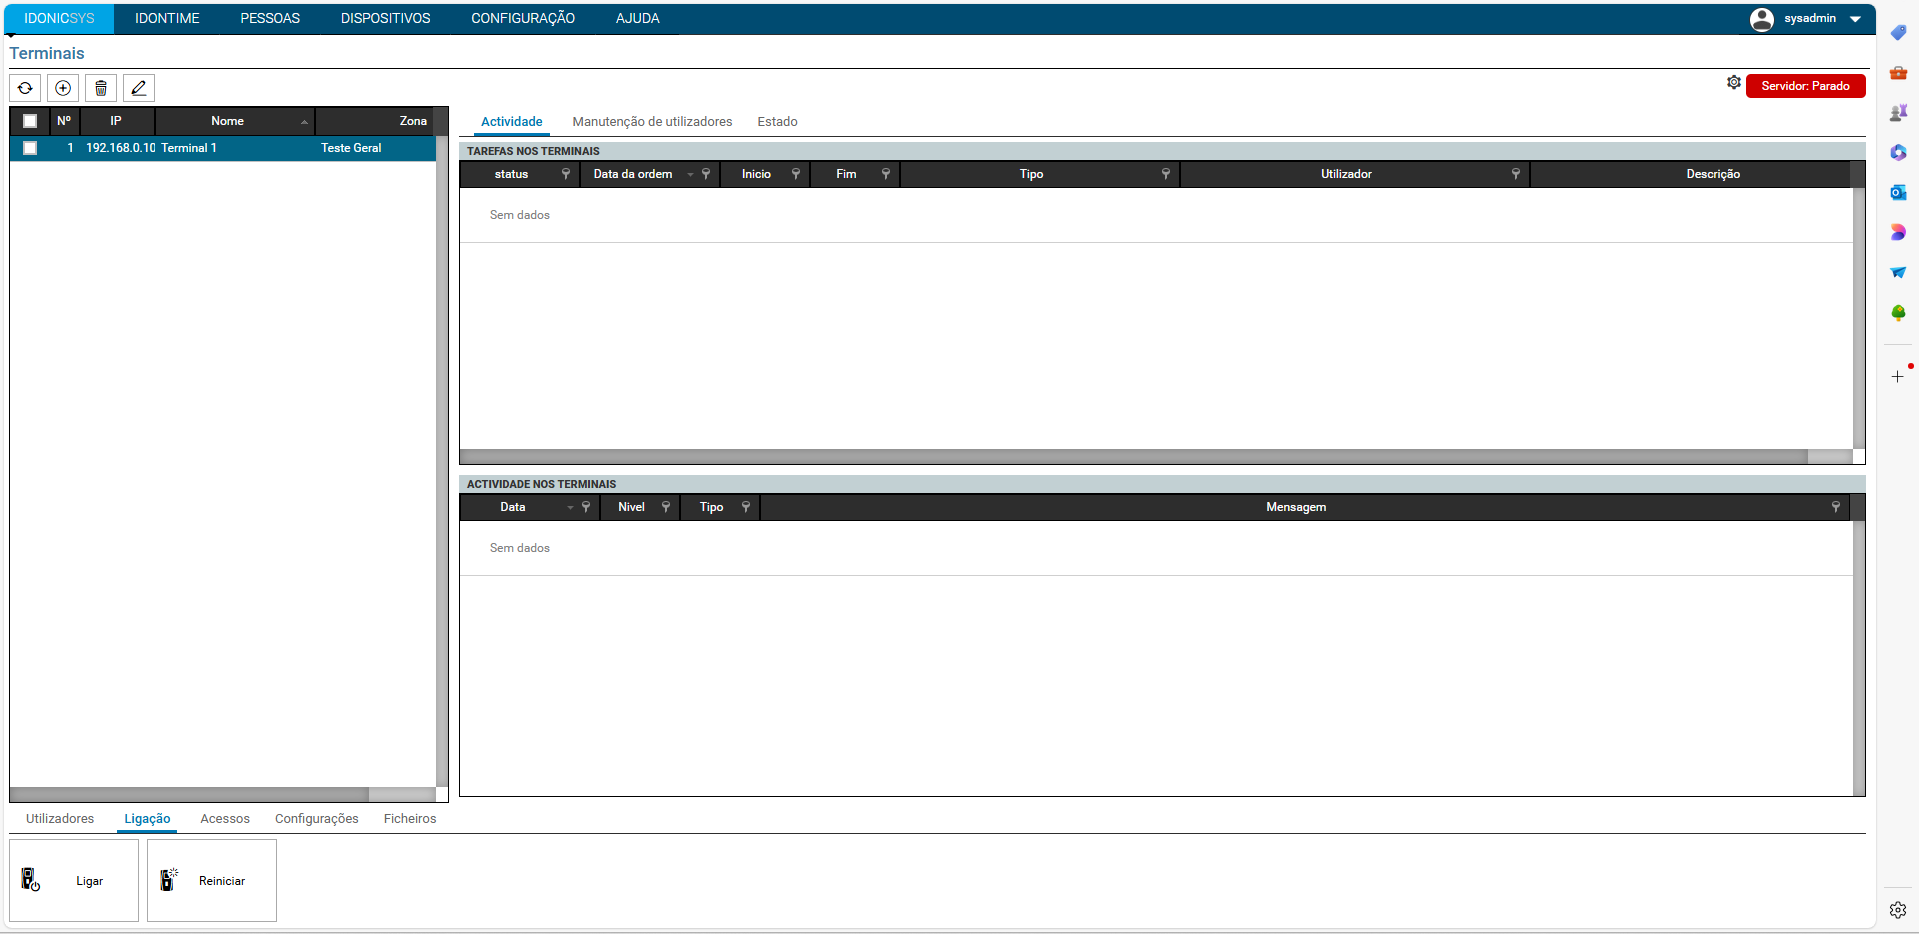 IDONICSYS IDONTIME PESSOAS DISPOSITIVOS CONFIGURAÇÃO AJUDA sysadmin
Terminais
Servidor: Parado
Nº IP Nome Zona
1 192.168.0.10 Terminal 1 Teste Geral
Actividade Manutenção de utilizadores Estado
TAREFAS NOS TERMINAIS
status Data da ordem Inicio Fim Tipo Utilizador Descrição
Sem dados
ACTIVIDADE NOS TERMINAIS
Data Nivel Tipo Mensagem
Sem dados
Utilizadores Ligação Acessos Configurações Ficheiros
Ligar Reiniciar